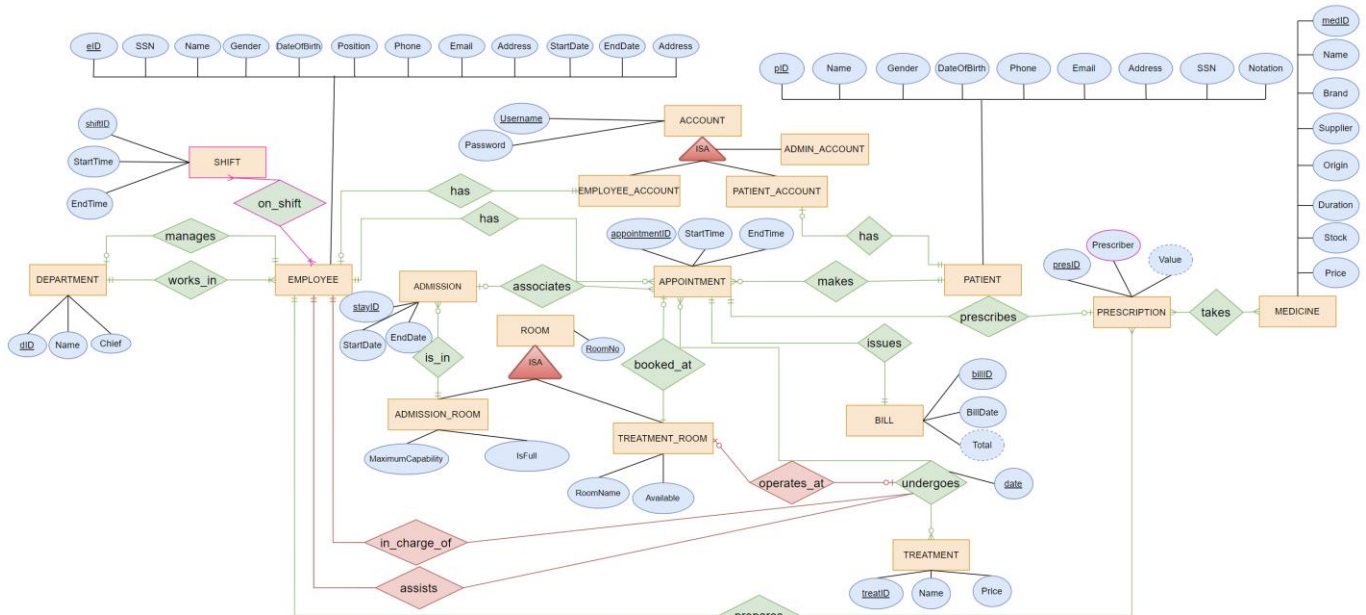 medID
eID
SSN
Name
Gender
DateOfBirth
Position
Phone
Email
Address
StartDate
EndDate
Address
Name
pID
Name
Gender
DateOfBirth
Phone
Email
Address
SSN
Notation
Brand
Username
ACCOUNT
shiftID
Supplier
Password
ISA
ADMIN_ACCOUNT
StartTime
SHIFT
Origin
has
EMPLOYEE_ACCOUNT
PATIENT_ACCOUNT
EndTime
on_shift
Duration
has
appointmentID
StartTime
EndTime
manages
has
Prescriber
Stock
Value
presID
DEPARTMENT
works_in
EMPLOYEE
ADMISSION
associates
APPOINTMENT
makes
PATIENT
Price
stayID
prescribes
PRESCRIPTION
takes
MEDICINE
ROOM
StartDate
EndDate
RoomNo
dID
Name
Chief
is_in
ISA
booked_at
issues
billID
ADMISSION_ROOM
BILL
BillDate
TREATMENT_ROOM
Total
MaximumCapability
IsFull
operates_at
undergoes
date
RoomName
Available
in_charge_of
TREATMENT
assists
treatID
Name
Price
prepares